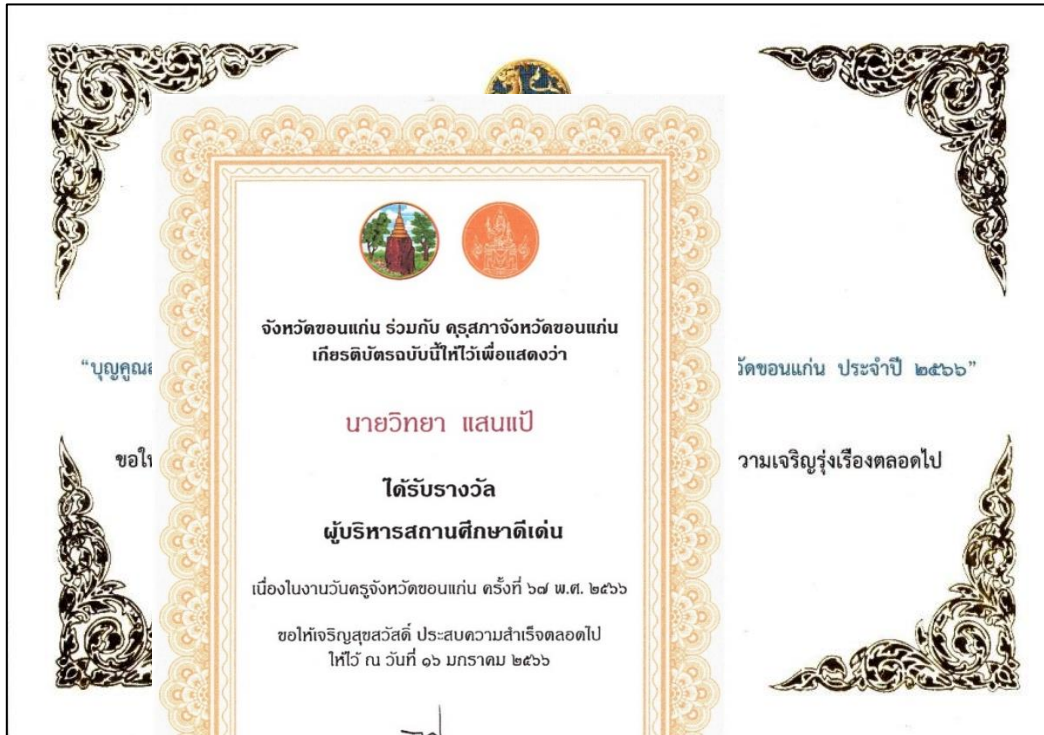 จังหวัดขอนแก่น ร่วมกับ คุรุสภาจังหวัดขอนแก่น
เกียรติบัตรฉบับนี้ให้ไว้เพื่อแสดงว่า
นายวิทยา แสนแป้
ได้รับรางวัล
ผู้บริหารสถานศึกษาดีเด่น
เนื่องในงานวันครูจังหวัดขอนแก่น ครั้งที่ ๖๗ พ.ศ. ๒๕๖๖
ขอให้เจริญสุขสวัสดิ์ ประสบความสำเร็จตลอดไป
ให้ไว้ ณ วันที่ ๑๖ มกราคม ๒๕๖๖
“บุญคูณ
วัดขอนแก่น ประจำปี ๒๕๖๖”
ขอให้
วามเจริญรุ่งเรืองตลอดไป